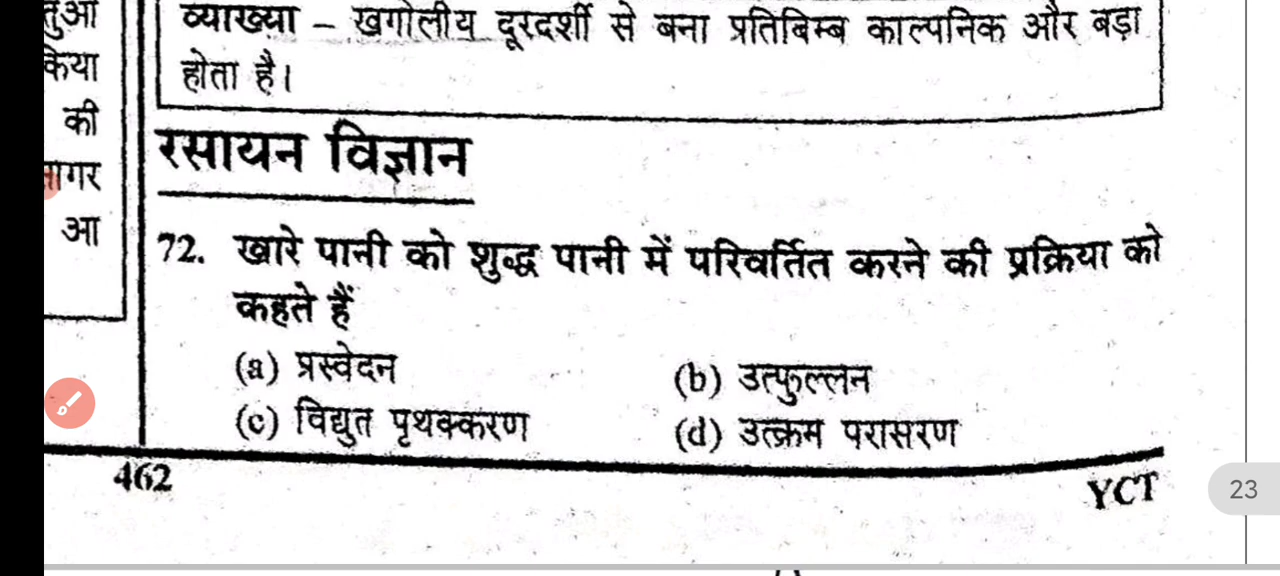 तुआ
किया
की
आ
व्याख्या – खगोलीय दूरदर्शी से बना प्रतिबिम्ब काल्पनिक और बड़ा
होता है।
रसायन विज्ञान
72. खारे पानी को शुद्ध पानी में परिवर्तित करने की प्रक्रिया को
कहते हैं
(a) प्रस्वेदन (b) उत्फुल्लन
(c) विद्युत पृथक्करण (d) उत्क्रम परासरण
462 YCT
23